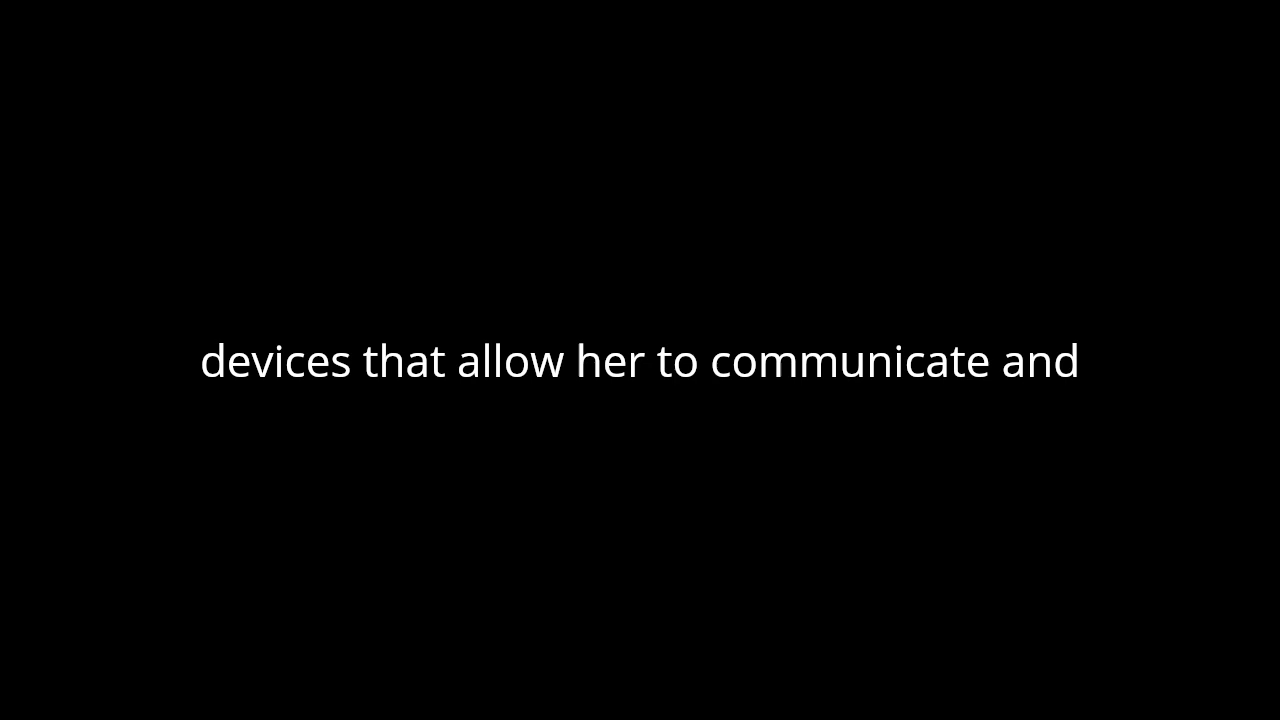 devices that allow her to communicate and